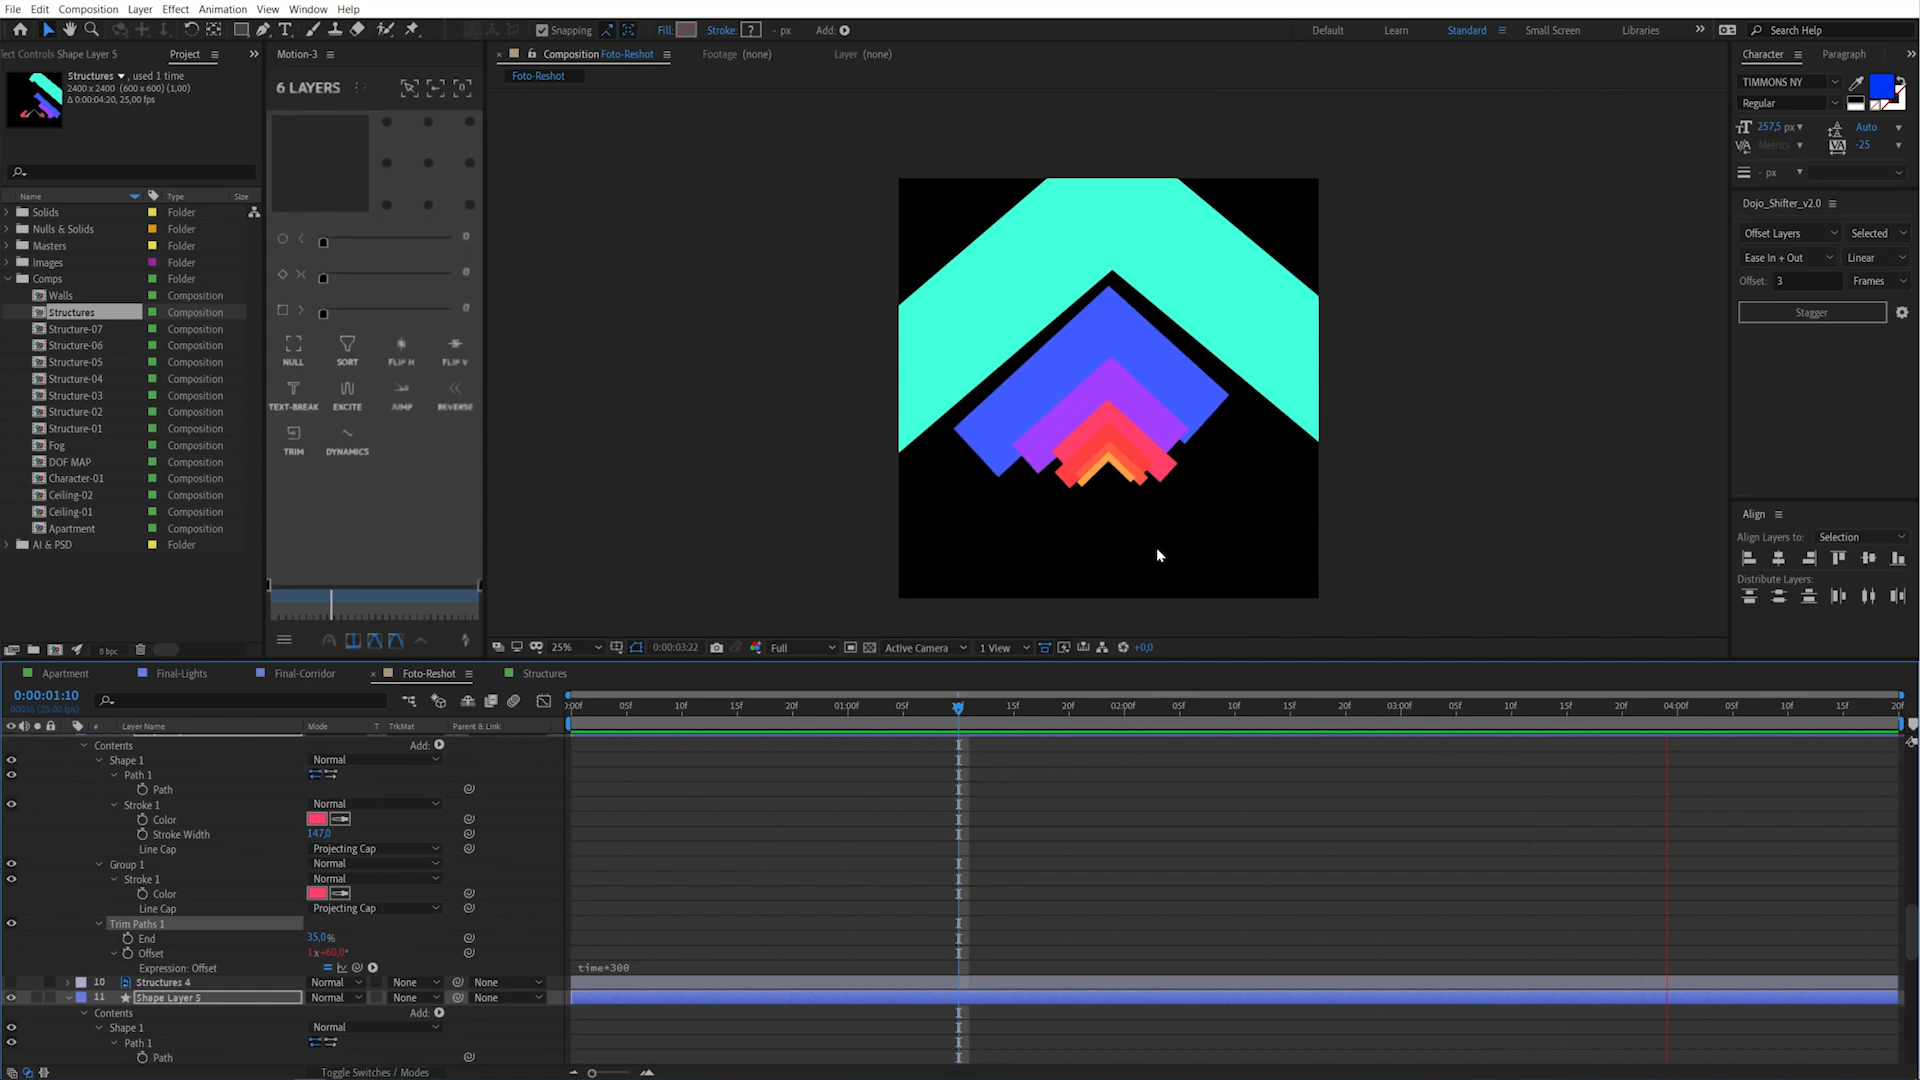 File Edit Composition Layer Effect Animation View Window Help
Snapping Fill: Stroke: ? - px Add: Default Learn Standard Small Screen Libraries Search Help
fect Controls Shape Layer 5 Project Motion-3 Composition Foto-Reshot Footage (none) Layer (none) Character Paragraph
Foto-Reshot
Structures , used 1 time
2400 x 2400 (600 x 600) (1,00)
Δ 0:00:04:20, 25,00 fps
6 LAYERS
TIMMONS NY
Regular
257,5 px Auto
Metrics -25
- px
Name Type Size
Solids Folder
Nulls & Solids Folder
Masters Folder
Images Folder
Comps Folder
Walls Composition
Structures Composition
Structure-07 Composition
Structure-06 Composition
Structure-05 Composition
Structure-04 Composition
Structure-03 Composition
Structure-02 Composition
Structure-01 Composition
Fog Composition
DOF MAP Composition
Character-01 Composition
Ceiling-02 Composition
Ceiling-01 Composition
Apartment Composition
AI & PSD Folder
8 bpc
NULL SORT FLIP H FLIP V
TEXT-BREAK EXCITE JUMP REVERSE
TRIM DYNAMICS
Dojo_Shifter_v2.0
Offset Layers Selected
Ease In + Out Linear
Offset: 3 Frames
Stagger
Align
Align Layers to: Selection
Distribute Layers:
25% 0:00:03:22 Full Active Camera 1 View +0,0
Apartment Final-Lights Final-Corridor Foto-Reshot Structures
0:00:01:10
00035 (25.00 fps)
:00f 05f 10f 15f 20f 01:00f 05f 15f 20f 02:00f 05f 10f 15f 20f 03:00f 05f 10f 15f 20f 04:00f 05f 10f 15f 20f
# Layer Name Mode T TrkMat Parent & Link
Contents Add:
Shape 1 Normal
Path 1
Path
Stroke 1 Normal
Color
Stroke Width 147,0
Line Cap Projecting Cap
Group 1 Normal
Stroke 1 Normal
Color
Line Cap Projecting Cap
Trim Paths 1
End 35,0%
Offset 1x+60,0°
Expression: Offset time*300
10 Structures 4 Normal None None
11 Shape Layer 5 Normal None None
Contents Add:
Shape 1 Normal
Path 1
Path
Toggle Switches / Modes